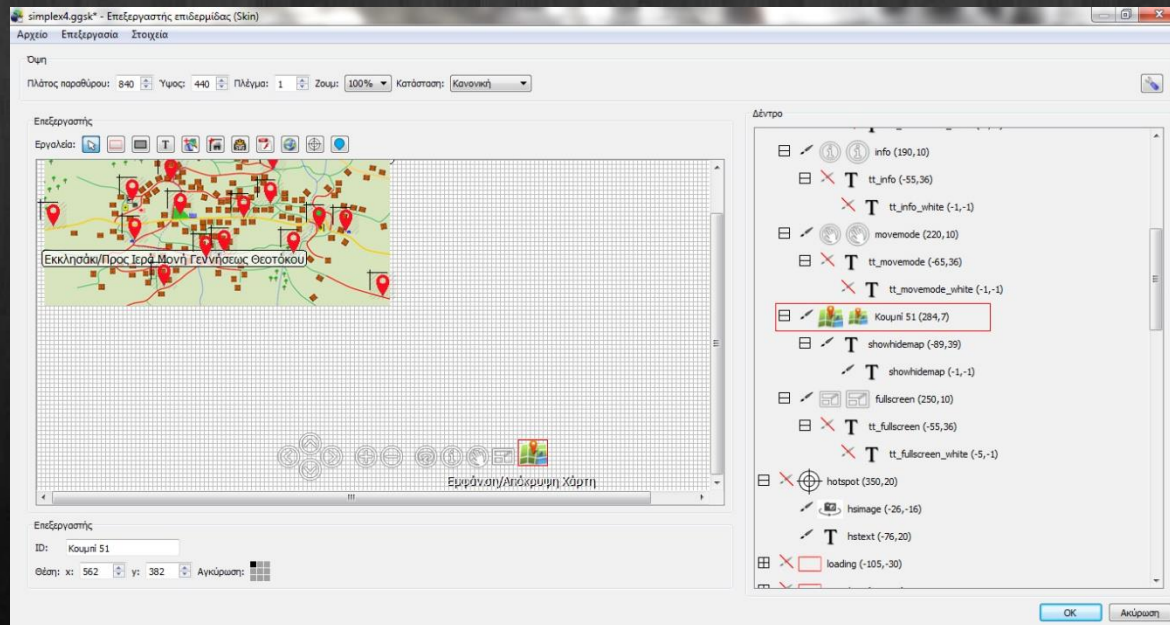 simplex4.ggsk* - Επεξεργαστής επιδερμίδας (Skin)
Αρχείο Επεξεργασία Στοιχεία
Όψη
Πλάτος παραθύρου: 840 Ύψος: 440 Πλέγμα: 1 Ζουμ: 100% Κατάσταση: Κανονική
Επεξεργαστής
Εργαλεία: T
Εκκλησάκι/Προς Ιερά Μονή Γεννήσεως Θεοτόκου
Εμφάνιση/Απόκρυψη Χάρτη
Επεξεργαστής
ID: Κουμπί 51
Θέση: x: 562 y: 382 Αγκύρωση:
Δέντρο
info (190,10)
T tt_info (-55,36)
T tt_info_white (-1,-1)
movemode (220,10)
T tt_movemode (-65,36)
T tt_movemode_white (-1,-1)
Κουμπί 51 (284,7)
T showhidemap (-89,39)
T showhidemap (-1,-1)
fullscreen (250,10)
T tt_fullscreen (-55,36)
T tt_fullscreen_white (-5,-1)
hotspot (350,20)
hsimage (-26,-16)
T hstext (-76,20)
loading (-105,-30)
OK Ακύρωση